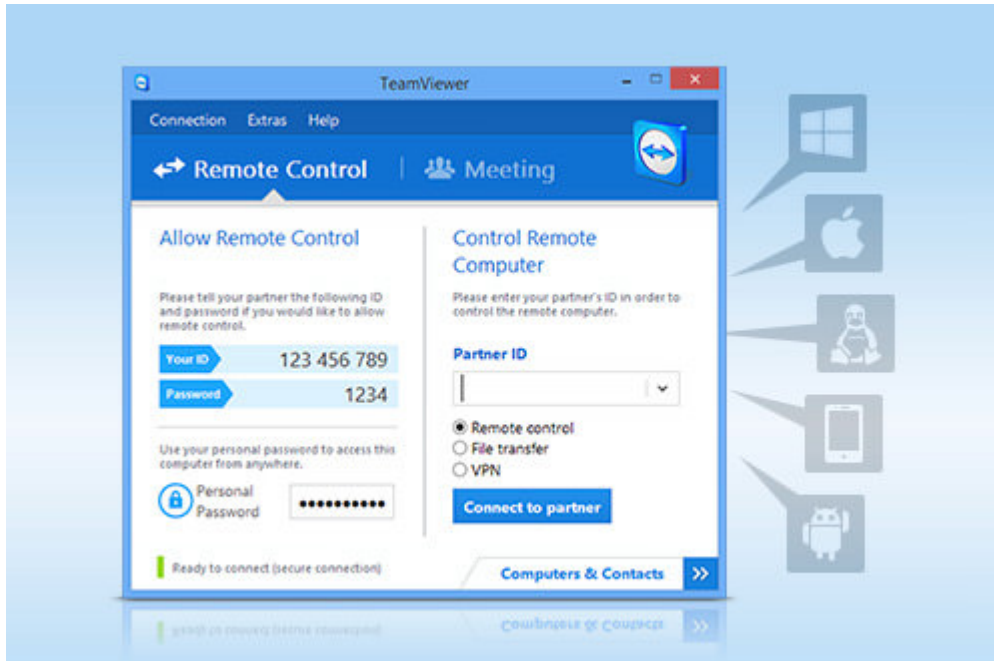 TeamViewer
Connection Extras Help
Remote Control
Meeting
Allow Remote Control
Please tell your partner the following ID
and password if you would like to allow
remote control.
Your ID 123 456 789
Password 1234
Use your personal password to access this
computer from anywhere.
Personal
Password
Ready to connect (secure connection)
Control Remote
Computer
Please enter your partner's ID in order to
control the remote computer.
Partner ID
Remote control
File transfer
VPN
Connect to partner
Computers & Contacts